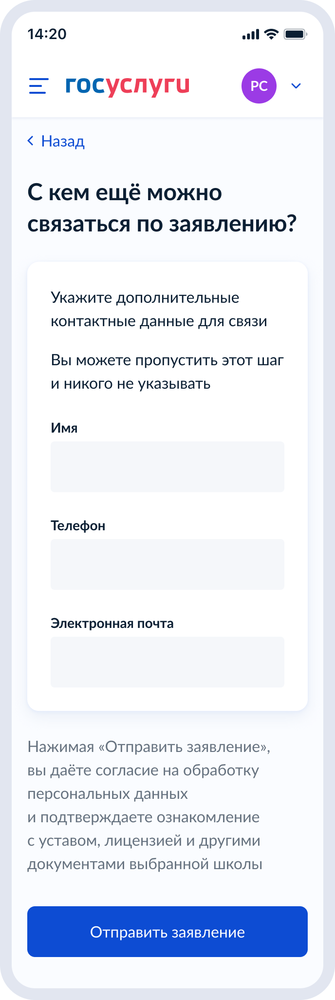 14:20
госуслуги
РС
Назад
С кем ещё можно
связаться по заявлению?
Укажите дополнительные
контактные данные для связи
Вы можете пропустить этот шаг
и никого не указывать
Имя
Телефон
Электронная почта
Нажимая «Отправить заявление»,
вы даёте согласие на обработку
персональных данных
и подтверждаете ознакомление
с уставом, лицензией и другими
документами выбранной школы
Отправить заявление